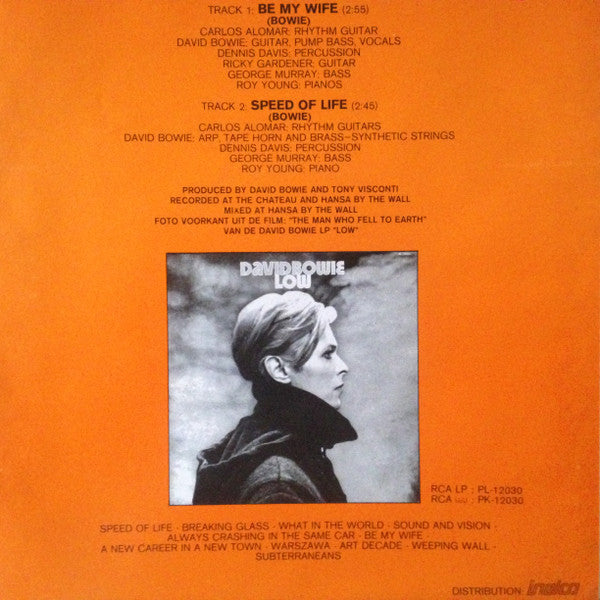 TRACK 1: BE MY WIFE (2:55)
(BOWIE)
CARLOS ALOMAR: RHYTHM GUITAR
DAVID BOWIE; GUITAR, PUMP BASS, VOCALS
DENNIS DAVIS: PERCUSSION
RICKY GARDENER; GUITAR
GEORGE MURRAY: BASS
ROY YOUNG: PIANOS
TRACK 2: SPEED OF LIFE (2:45)
(BOWIE)
CARLOS ALOMAR: RHYTHM GUITARS
DAVID BOWIE: ARP, TAPE HORN AND BRASS-SYNTHETIC STRINGS
DENNIS DAVIS: PERCUSSION
GEORGE MURRAY: BASS
ROY YOUNG: PIANO
PRODUCED BY DAVID BOWIE AND TONY VISCONTI
RECORDED AT THE CHATEAU AND HANSA BY THE WALL
MIXED AT HANSA BY THE WALL
FOTO VOORKANT UIT DE FILM: "THE MAN WHO FELL TO EARTH"
VAN DE DAVID BOWIE LP "LOW"
DAVID BOWIE
LOW
RCA LP : PL-12030
RCA : PK-12030
SPEED OF LIFE - BREAKING GLASS - WHAT IN THE WORLD - SOUND AND VISION -
ALWAYS CRASHING IN THE SAME CAR - BE MY WIFE -
A NEW CAREER IN A NEW TOWN - WARSZAWA - ART DECADE - WEEPING WALL -
SUBTERRANEANS
DISTRIBUTION: inelco